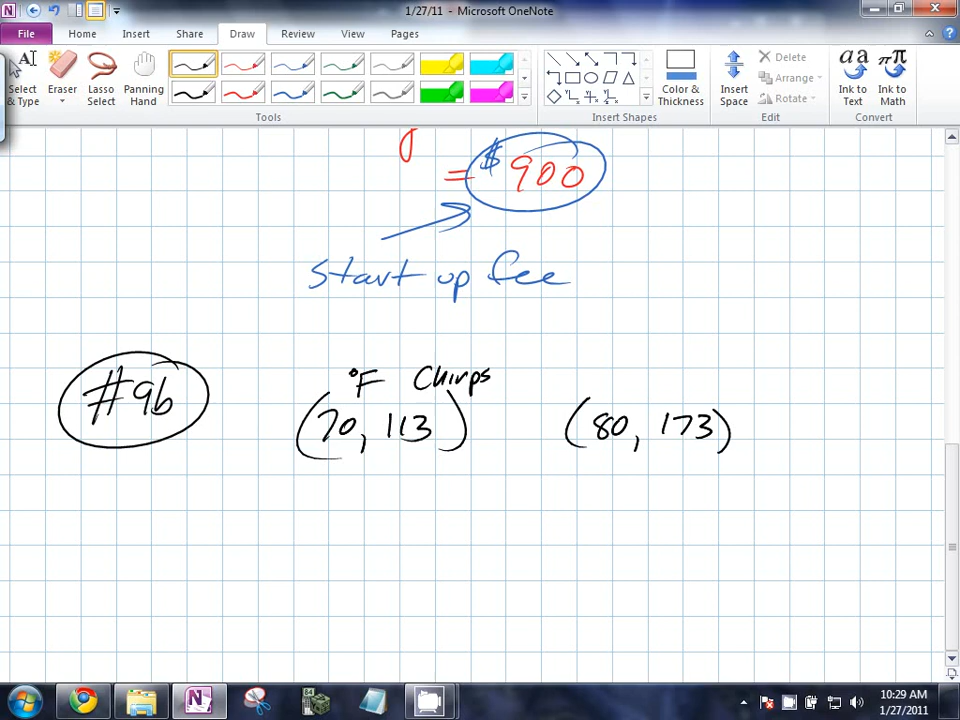 1/27/11 - Microsoft OneNote
File Home Insert Share Draw Review View Pages
Select & Type
Eraser
Lasso Select
Panning Hand
Color & Thickness
Insert Space
Delete
Arrange
Rotate
Ink to Text
Ink to Math
Tools Insert Shapes Edit Convert
= $900
start up fee
#9b
°F Chirps
(70, 113) (80, 173)
10:29 AM
1/27/2011